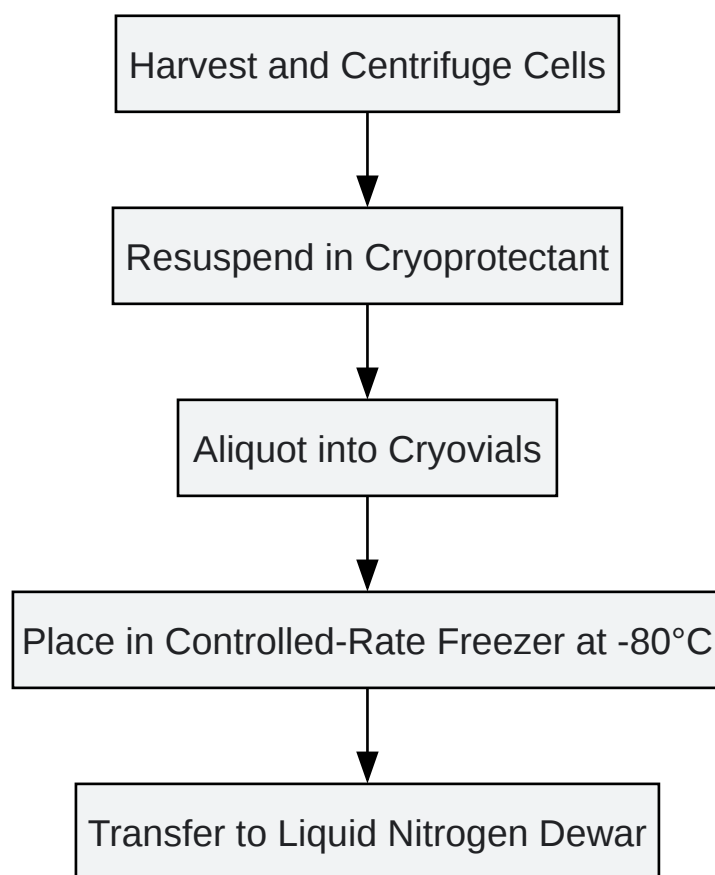 Harvest and Centrifuge Cells
Resuspend in Cryoprotectant
Aliquot into Cryovials
Place in Controlled-Rate Freezer at -80°C
Transfer to Liquid Nitrogen Dewar